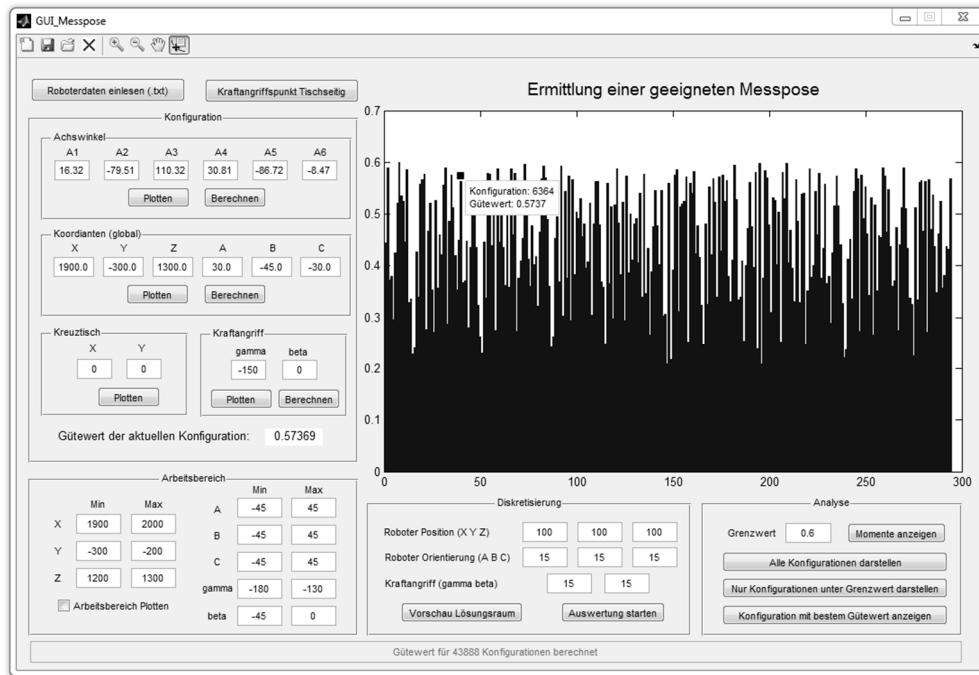 GUI_Messpose
Roboterdaten einlesen (.txt) Kraftangriffspunkt Tischseitig
Konfiguration
Achswinkel
A1 A2 A3 A4 A5 A6
16.32 -79.51 110.32 30.81 -86.72 -8.47
Plotten Berechnen
Koordianten (global)
X Y Z A B C
1900.0 -300.0 1300.0 30.0 -45.0 -30.0
Plotten Berechnen
Kreuztisch
X Y
0 0
Plotten
Kraftangriff
gamma beta
-150 0
Plotten Berechnen
Gütewert der aktuellen Konfiguration: 0.57369
Ermittlung einer geeigneten Messpose
0.7
0.6
0.5
0.4
0.3
0.2
0.1
0
0 50 100 150 200 250 300
Konfiguration: 6364
Gütewert: 0.5737
Arbeitsbereich
Min Max
X 1900 2000
Y -300 -200
Z 1200 1300
Arbeitsbereich Plotten
Min Max
A -45 45
B -45 45
C -45 45
gamma -180 -130
beta -45 0
Diskretisierung
Roboter Position (X Y Z) 100 100 100
Roboter Orientierung (A B C) 15 15 15
Kraftangriff (gamma beta) 15 15
Vorschau Lösungsraum Auswertung starten
Analyse
Grenzwert 0.6 Momente anzeigen
Alle Konfigurationen darstellen
Nur Konfigurationen unter Grenzwert darstellen
Konfiguration mit bestem Gütewert anzeigen
Gütewert für 43888 Konfigurationen berechnet